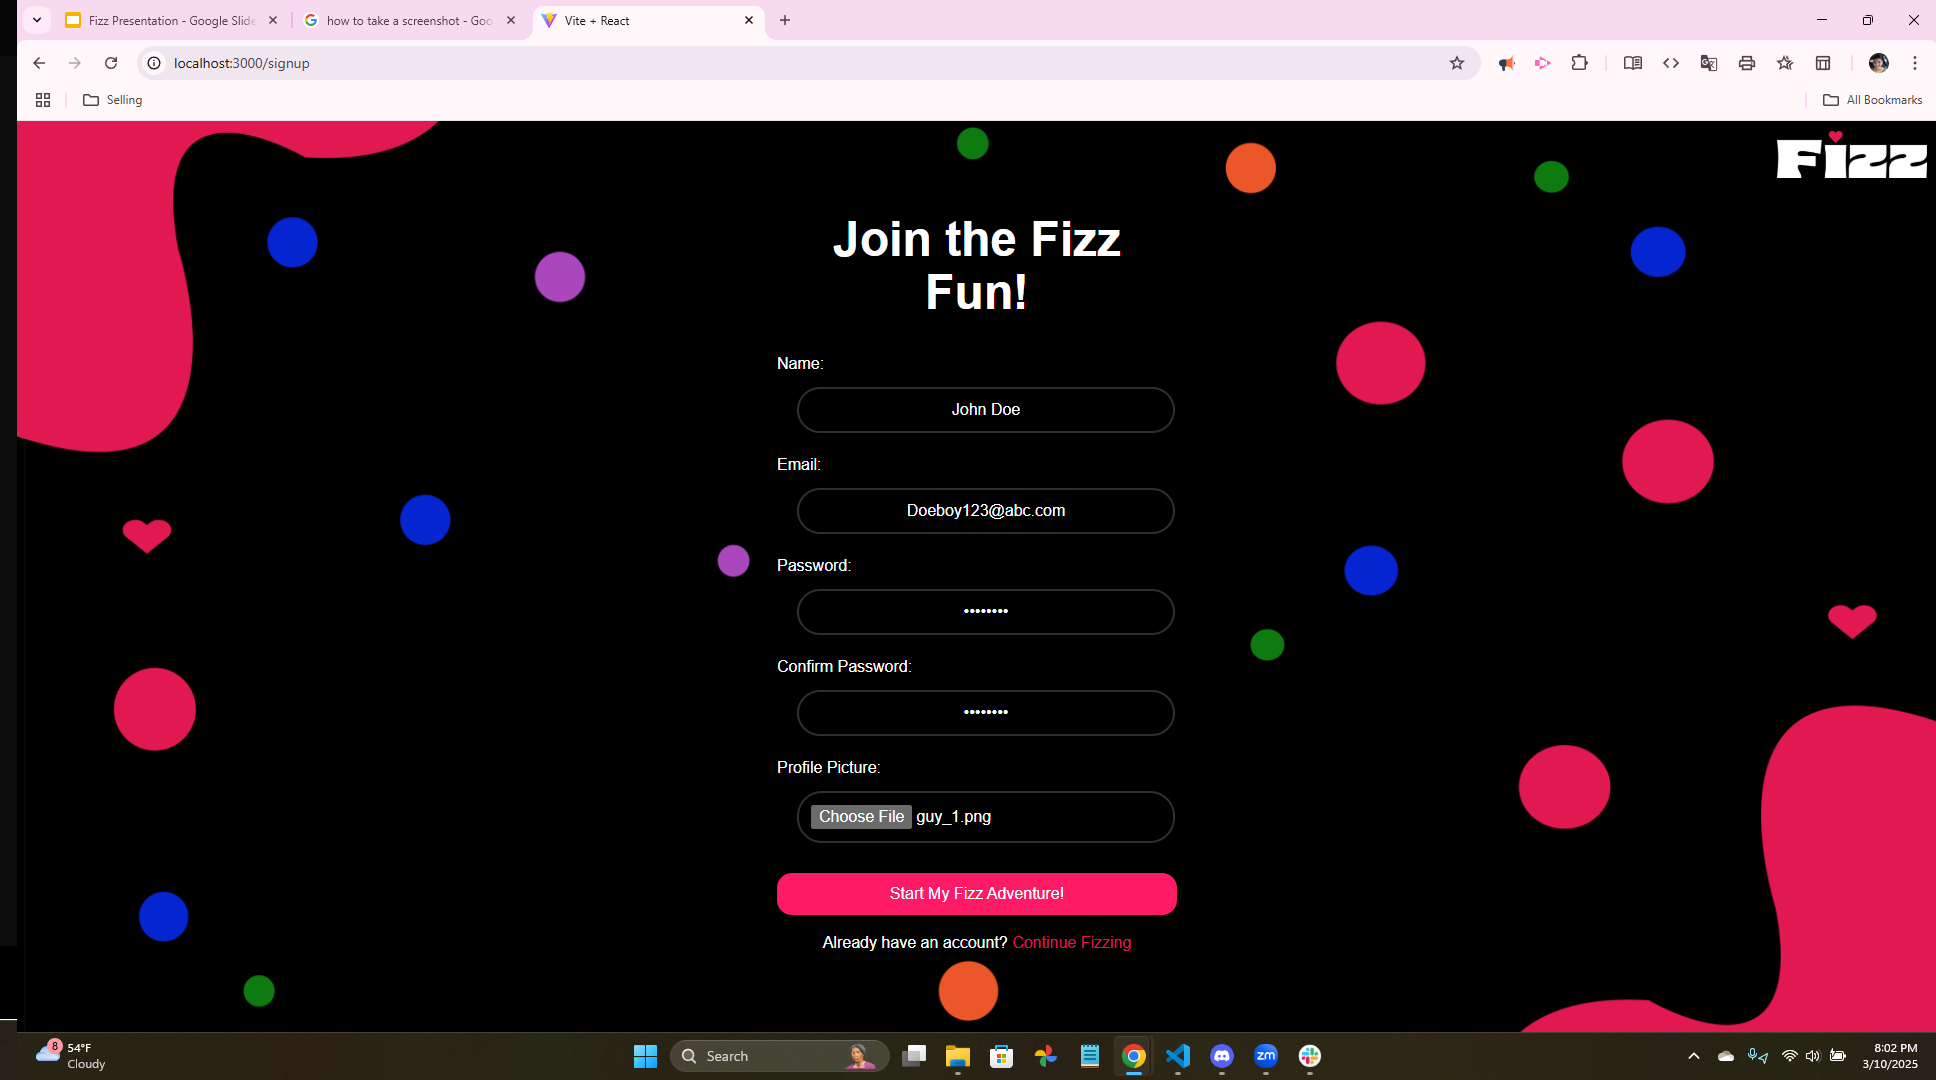 Fizz Presentation - Google Slide
how to take a screenshot - Goo
Vite + React
localhost:3000/signup
Selling
All Bookmarks
Fizz
Join the Fizz
Fun!
Name:
John Doe
Email:
Doeboy123@abc.com
Password:
••••••••
Confirm Password:
••••••••
Profile Picture:
Choose File guy_1.png
Start My Fizz Adventure!
Already have an account? Continue Fizzing
8
54°F
Cloudy
Search
zm
8:02 PM
3/10/2025